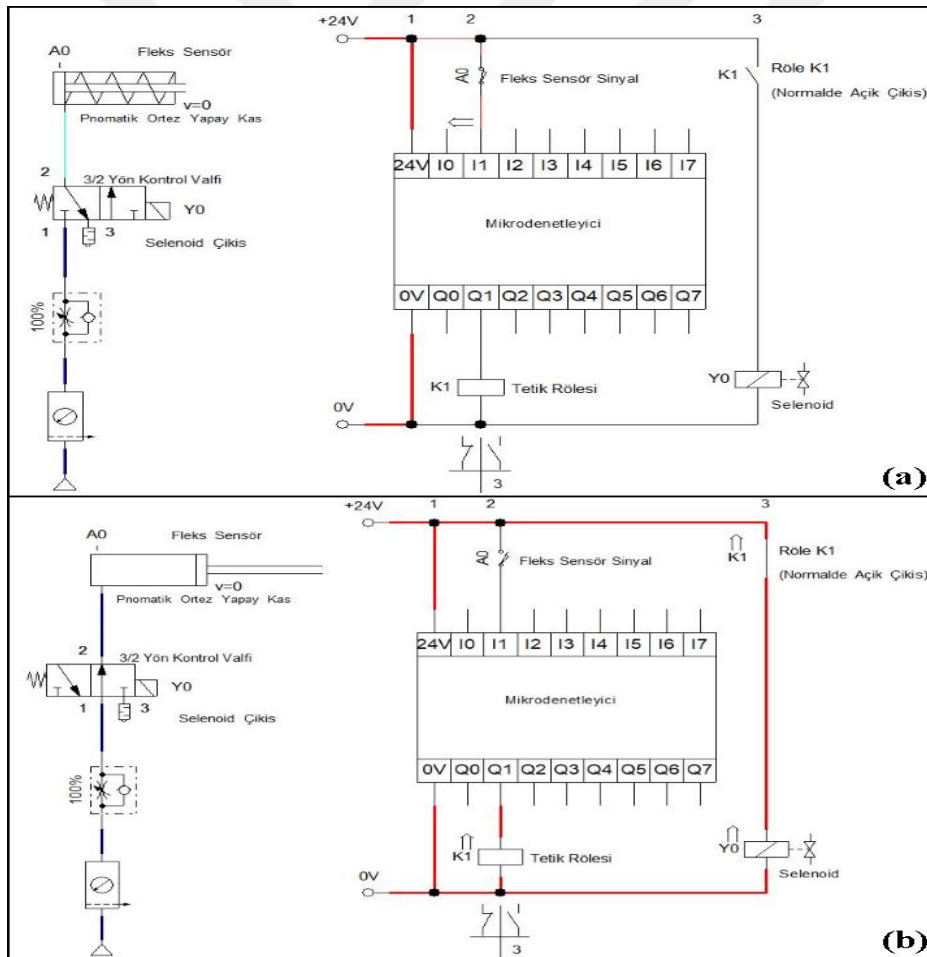 A0 Fleks Sensör
v=0
Pnomatik Ortez Yapay Kas
2 3/2 Yön Kontrol Valfi
Y0
1 3
Selenoid Çikis
100%
+24V 1 2 3
A0 Fleks Sensör Sinyal
K1 Röle K1
(Normalde Açik Çikis)
24V I0 I1 I2 I3 I4 I5 I6 I7
Mikrodenetleyici
0V Q0 Q1 Q2 Q3 Q4 Q5 Q6 Q7
K1 Tetik Rölesi
Y0
Selenoid
0V
3
(a)
A0 Fleks Sensör
v=0
Pnomatik Ortez Yapay Kas
2 3/2 Yön Kontrol Valfi
Y0
1 3
Selenoid Çikis
100%
+24V 1 2 3
A0 Fleks Sensör Sinyal
K1 Röle K1
(Normalde Açik Çikis)
24V I0 I1 I2 I3 I4 I5 I6 I7
Mikrodenetleyici
0V Q0 Q1 Q2 Q3 Q4 Q5 Q6 Q7
K1 Tetik Rölesi
Y0
Selenoid
0V
3
(b)